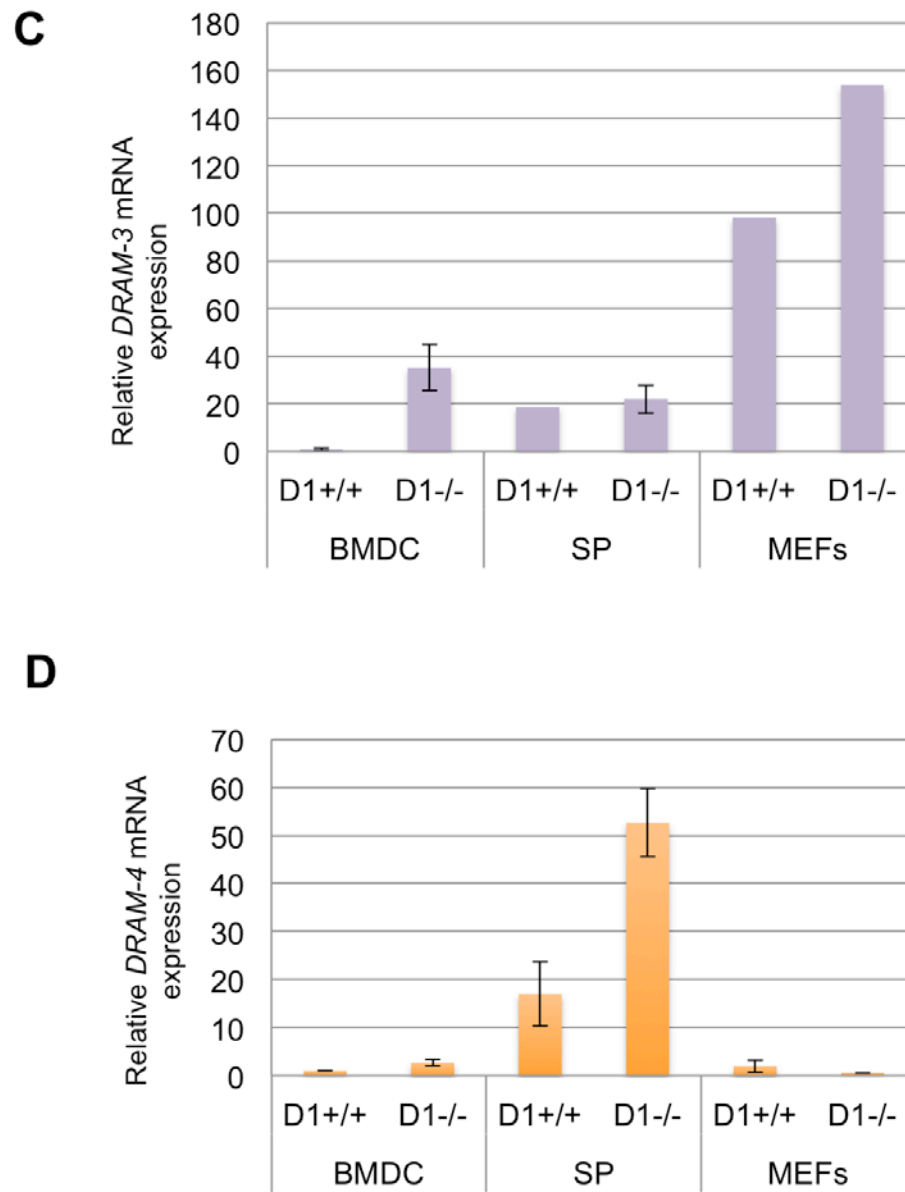 C
Relative DRAM-3 mRNA
expression
180
160
140
120
100
80
60
40
20
0
D1+/+ D1-/- D1+/+ D1-/- D1+/+ D1-/-
BMDC SP MEFs
D
Relative DRAM-4 mRNA
expression
70
60
50
40
30
20
10
0
D1+/+ D1-/- D1+/+ D1-/- D1+/+ D1-/-
BMDC SP MEFs